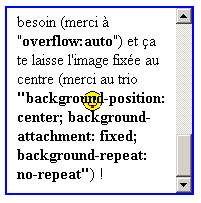 besoin (merci à
"overflow:auto") et ça
te laisse l'image fixée au
centre (merci au trio
"background-position:
center; background-
attachment: fixed;
background-repeat:
no-repeat") !